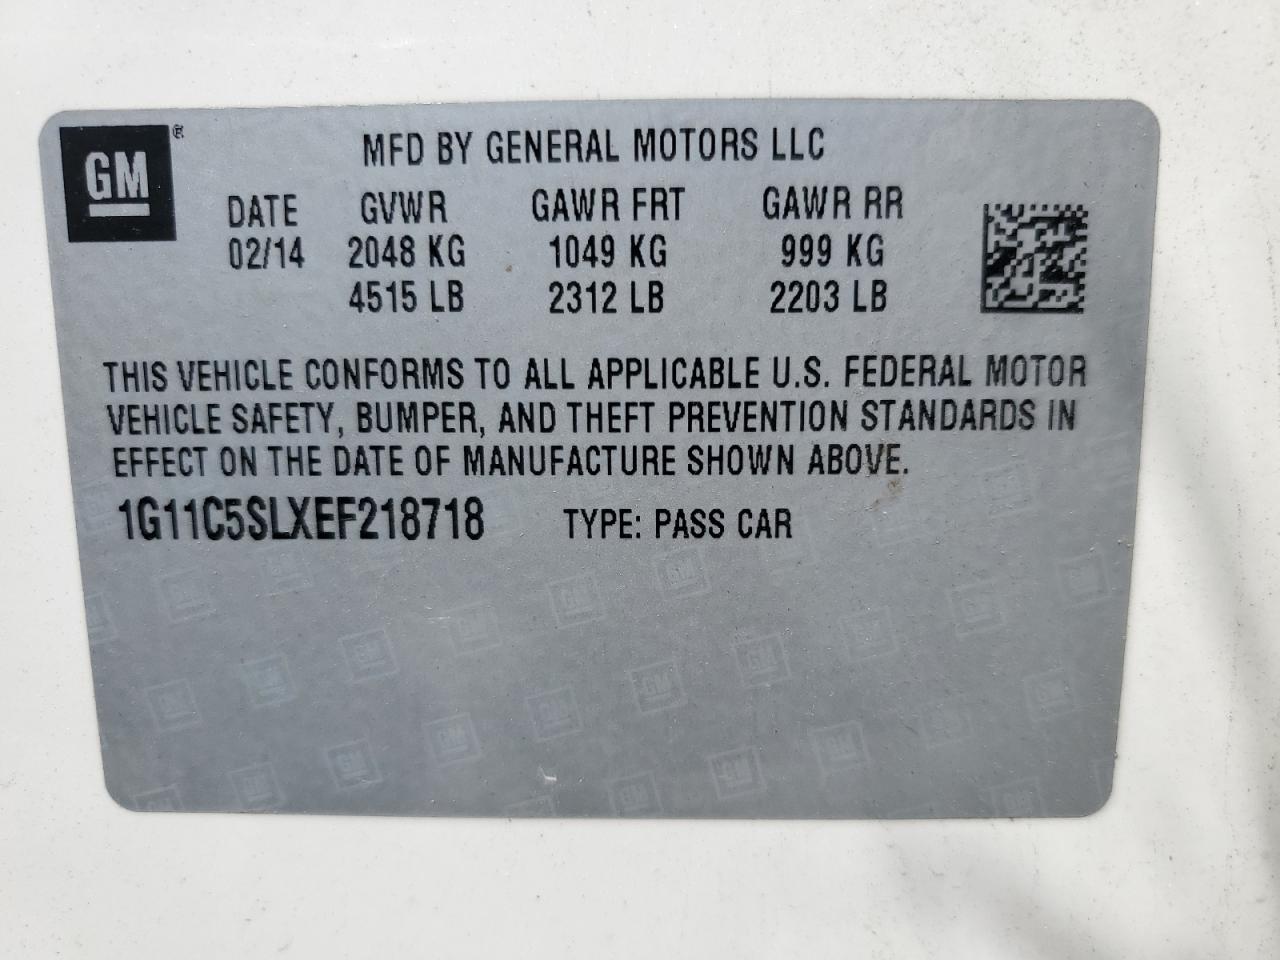 GM ®
MFD BY GENERAL MOTORS LLC
DATE GVWR GAWR FRT GAWR RR
02/14 2048 KG 1049 KG 999 KG
4515 LB 2312 LB 2203 LB
THIS VEHICLE CONFORMS TO ALL APPLICABLE U.S. FEDERAL MOTOR
VEHICLE SAFETY, BUMPER, AND THEFT PREVENTION STANDARDS IN
EFFECT ON THE DATE OF MANUFACTURE SHOWN ABOVE.
1G11C5SLXEF218718 TYPE: PASS CAR